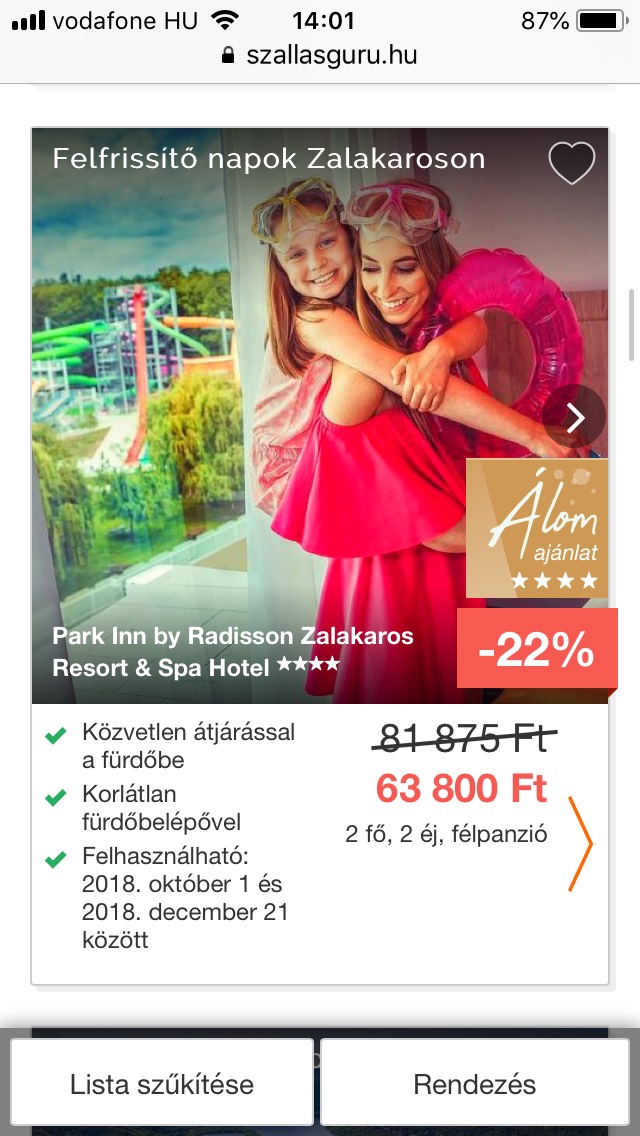 vodafone HU 14:01 87%
szallasguru.hu
Felfrissítő napok Zalakaroson
Álom
ajánlat
Park Inn by Radisson Zalakaros
Resort & Spa Hotel
-22%
Közvetlen átjárással
a fürdőbe
Korlátlan
fürdőbelépővel
Felhasználható:
2018. október 1 és
2018. december 21
között
81 875 Ft
63 800 Ft
2 fő, 2 éj, félpanzió
Lista szűkítése
Rendezés